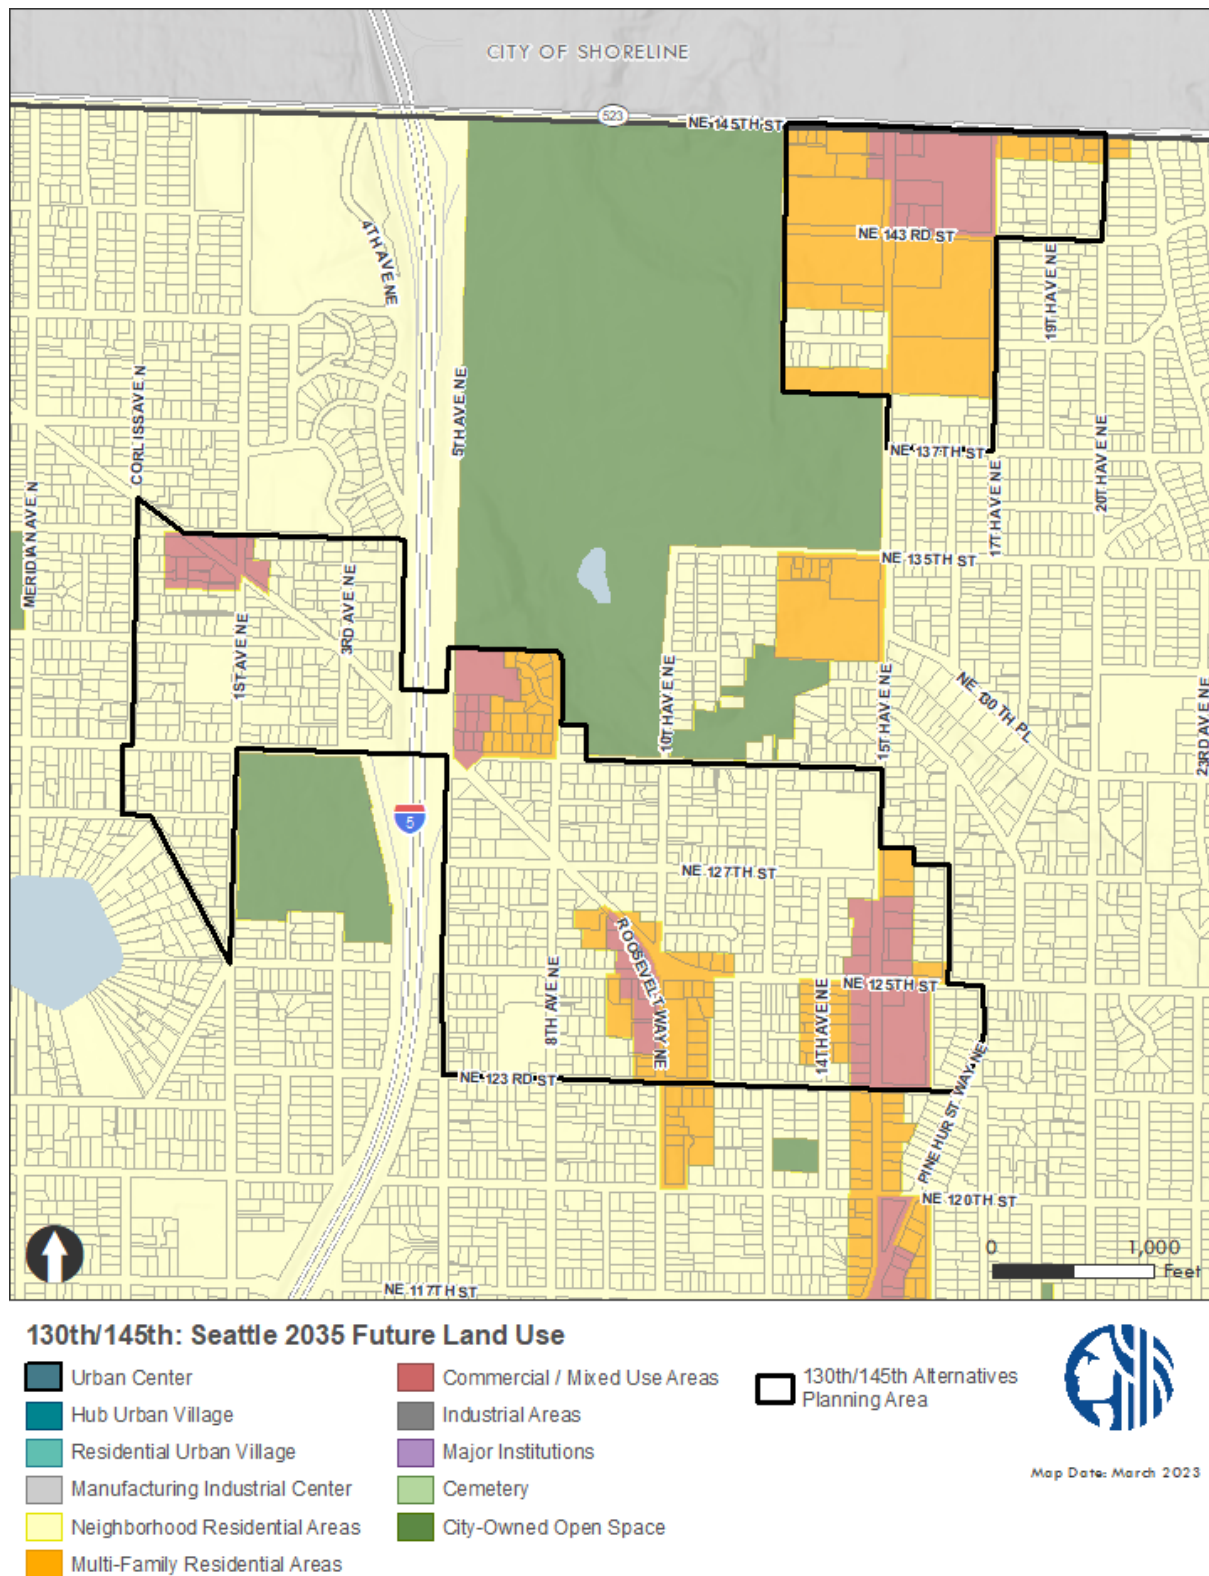 CITY OF SHORELINE
523
NE 145TH ST
NE 143 RD ST
4TH AVE NE
19TH AVE NE
5TH AVE NE
CORLISS AVE N
20TH AVE NE
NE 137TH ST
17TH AVE NE
MERIDIAN AVE N
NE 135TH ST
3RD AVE NE
1ST AVE NE
10TH AVE NE
15TH AVE NE
NE 130TH PL
23RD AVE NE
5
NE 127TH ST
ROOSEVELT WAY NE
8TH AVE NE
NE 125TH ST
14TH AVE NE
NE 123 RD ST
PINEHURST WAY NE
NE 120TH ST
0 1,000
Feet
NE 117TH ST
130th/145th: Seattle 2035 Future Land Use
Urban Center
Hub Urban Village
Residential Urban Village
Manufacturing Industrial Center
Neighborhood Residential Areas
Multi-Family Residential Areas
Commercial / Mixed Use Areas
Industrial Areas
Major Institutions
Cemetery
City-Owned Open Space
130th/145th Alternatives
Planning Area
Map Date: March 2023